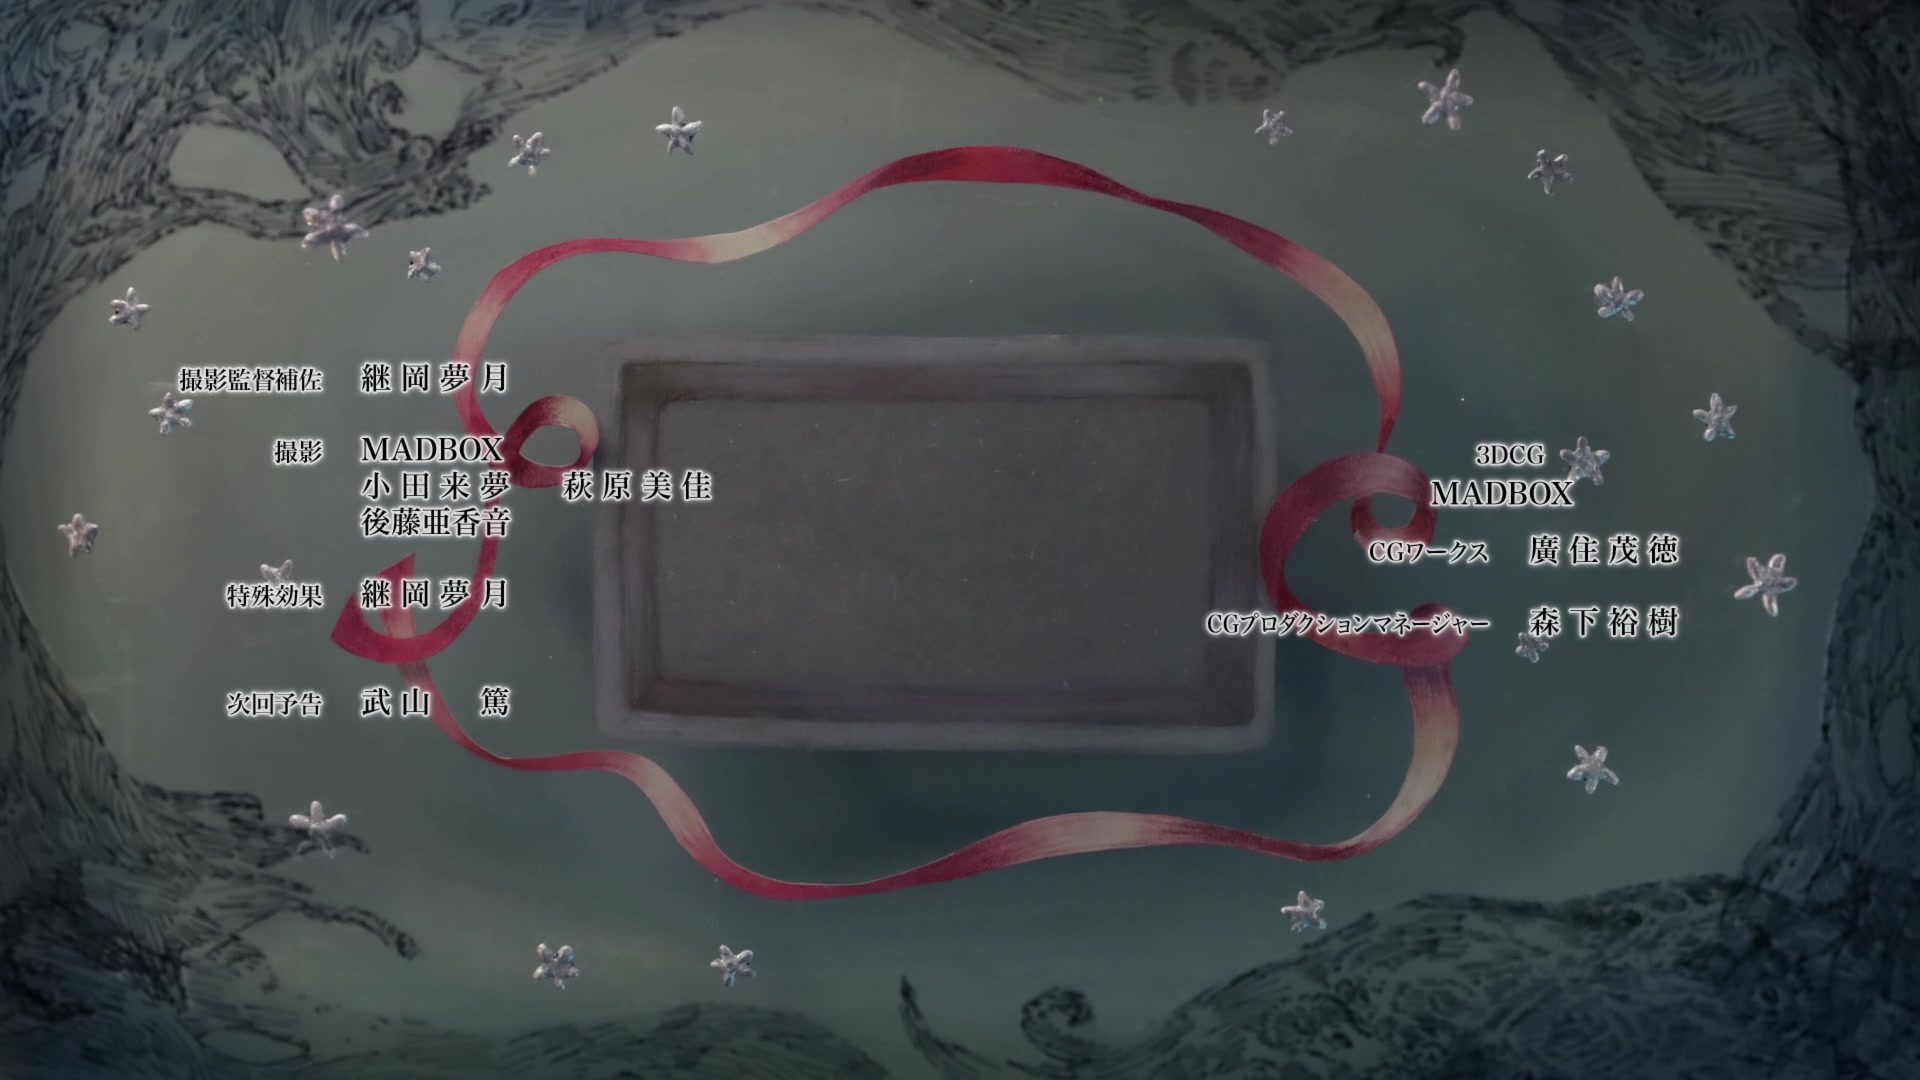 撮影監督補佐 継岡夢月
撮影 MADBOX
小田来夢 萩原美佳
後藤亜香音
特殊効果 継岡夢月
次回予告 武山 篤
3DCG
MADBOX
CGワークス 廣住茂徳
CGプロダクションマネージャー 森下裕樹